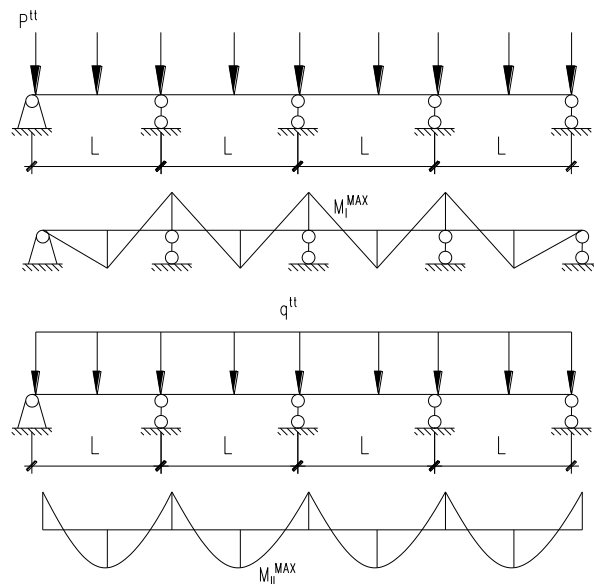 P^tt
L L L L
M_I^MAX
q^tt
L L L L
M_II^MAX